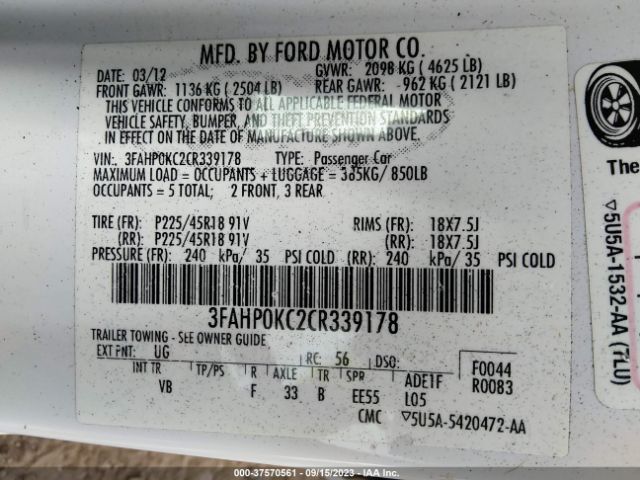 MFD. BY FORD MOTOR CO.
DATE: 03/12 GVWR: 2098 KG ( 4625 LB)
FRONT GAWR: 1136 KG ( 2504 LB) REAR GAWR: 962 KG ( 2121 LB)
THIS VEHICLE CONFORMS TO ALL APPLICABLE FEDERAL MOTOR
VEHICLE SAFETY, BUMPER, AND THEFT PREVENTION STANDARDS
IN EFFECT ON THE DATE OF MANUFACTURE SHOWN ABOVE.
VIN: 3FAHP0KC2CR339178 TYPE: Passenger Car
MAXIMUM LOAD = OCCUPANTS + LUGGAGE = 385KG/ 850LB
OCCUPANTS = 5 TOTAL; 2 FRONT, 3 REAR
TIRE (FR): P225/45R18 91V RIMS (FR): 18X7.5J
(RR): P225/45R18 91V (RR): 18X7.5J
PRESSURE (FR): 240 kPa/ 35 PSI COLD (RR): 240 kPa/ 35 PSI COLD
3FAHP0KC2CR339178
TRAILER TOWING - SEE OWNER GUIDE
EXT PNT: UG RC: 56 DSO: F0044
INT TR TP/PS R AXLE TR SPR ADE1F R0083
VB F 33 B EE55 L05
CMC ▽5U5A-5420472-AA
The
▽5U5A-1532-AA (FLU)
000-37570561 - 09/15/2023 - IAA Inc.